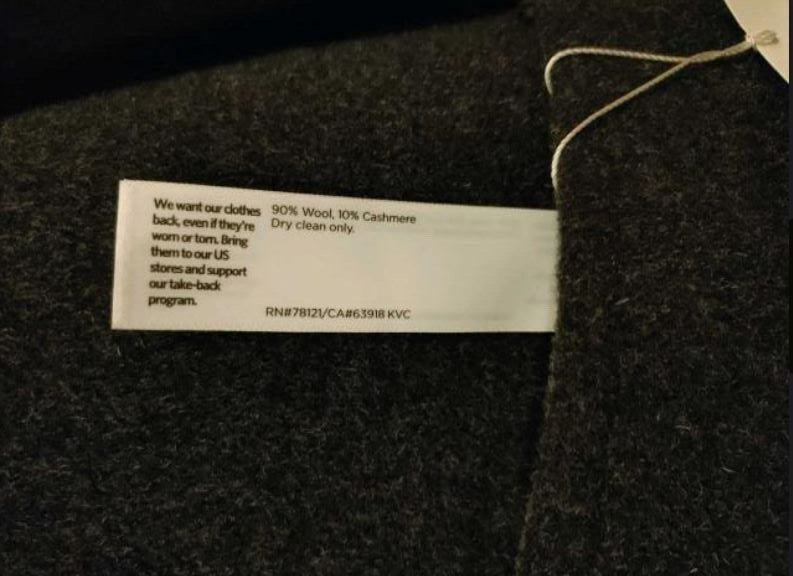 We want our clothes
back, even if they're
worn or torn. Bring
them to our US
stores and support
our take-back
program.
90% Wool, 10% Cashmere
Dry clean only.
RN#78121/CA#63918 KVC